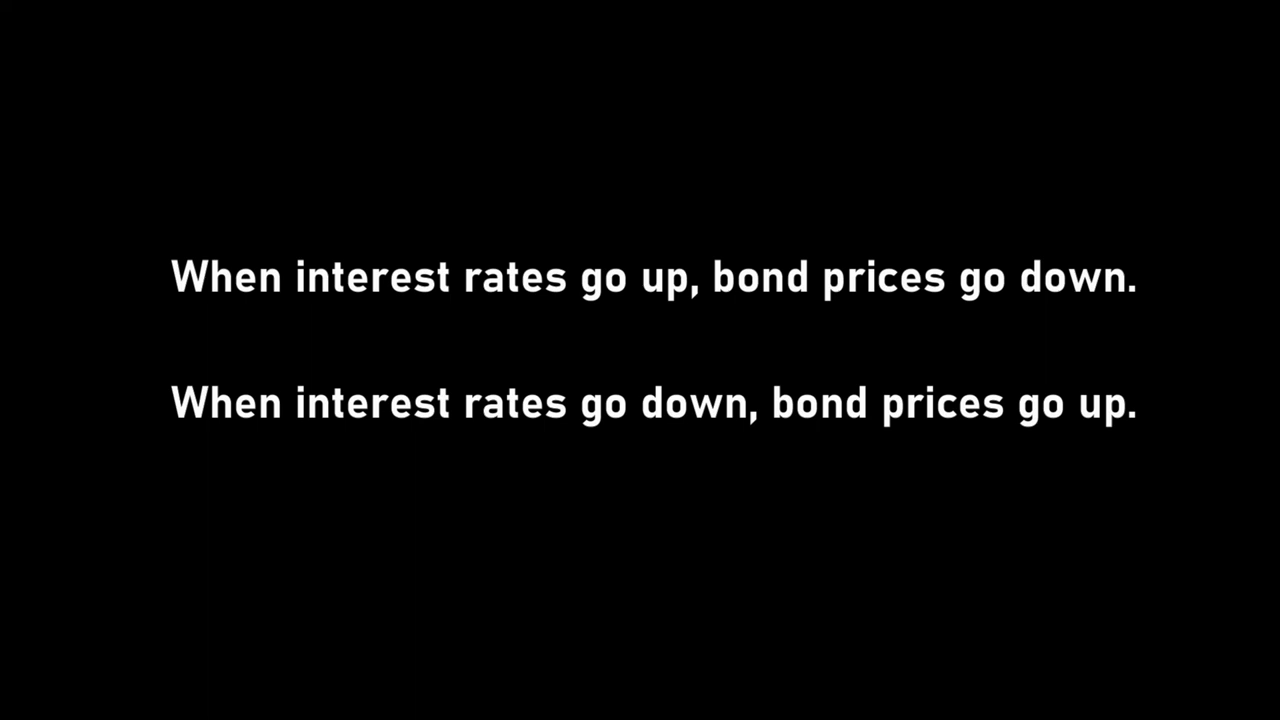 When interest rates go up, bond prices go down.
When interest rates go down, bond prices go up.